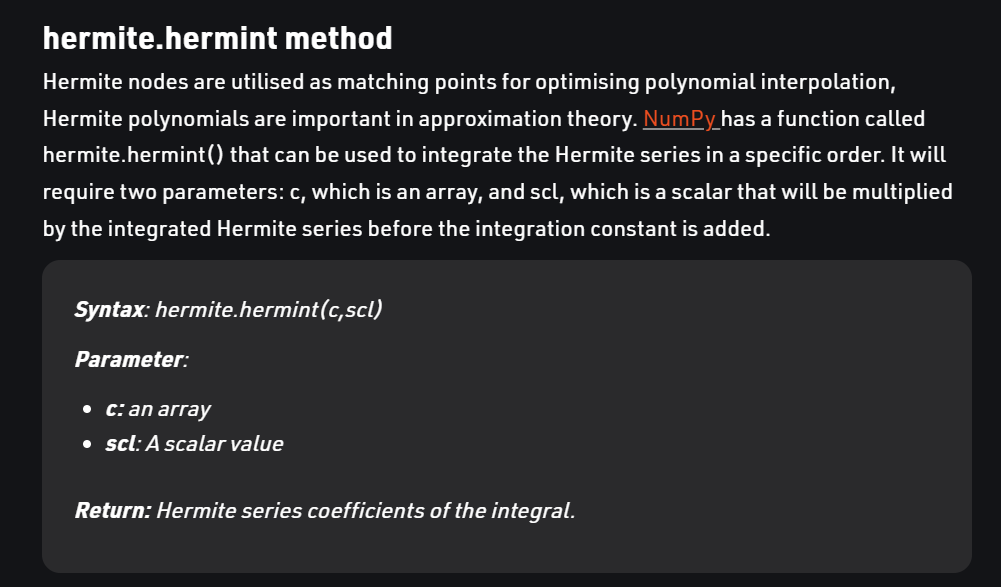 hermite.hermint method
Hermite nodes are utilised as matching points for optimising polynomial interpolation,
Hermite polynomials are important in approximation theory. NumPy has a function called
hermite.hermint() that can be used to integrate the Hermite series in a specific order. It will
require two parameters: c, which is an array, and scl, which is a scalar that will be multiplied
by the integrated Hermite series before the integration constant is added.
Syntax: hermite.hermint(c,scl)
Parameter:
• c: an array
• scl: A scalar value
Return: Hermite series coefficients of the integral.